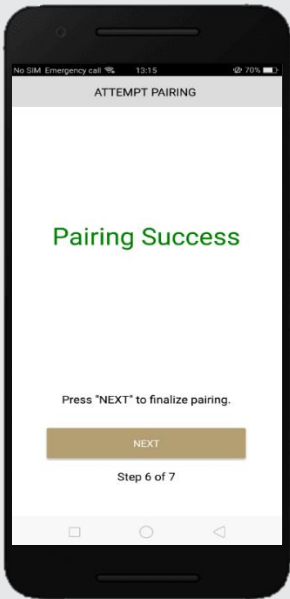 No SIM Emergency call 13:15 70%
ATTEMPT PAIRING
Pairing Success
Press "NEXT" to finalize pairing.
NEXT
Step 6 of 7